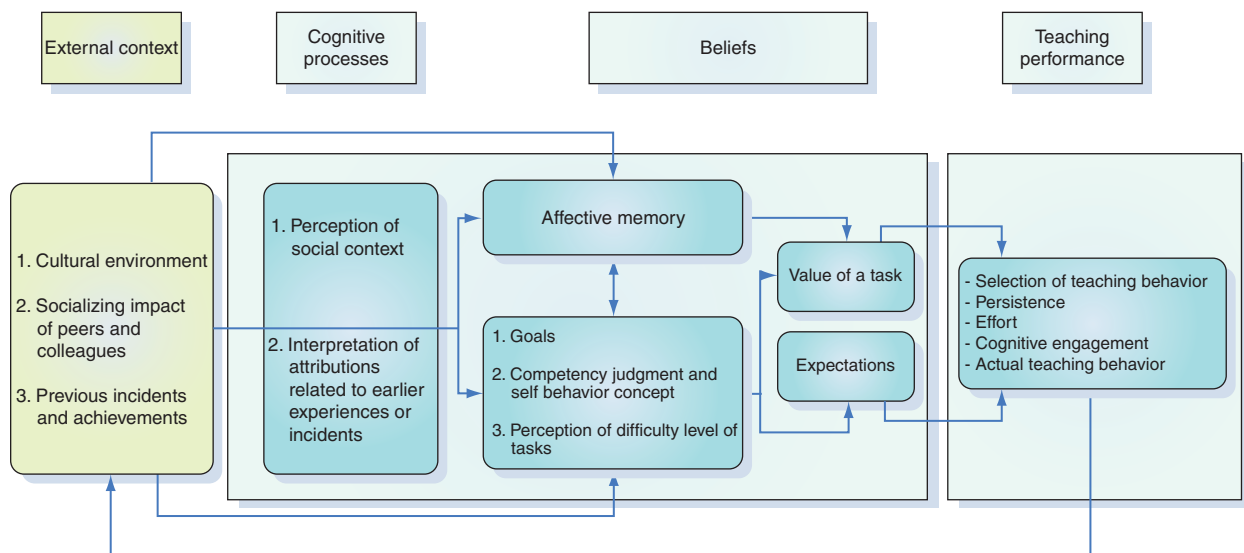 External context
Cognitive
processes
Beliefs
Teaching
performance
1. Cultural environment
2. Socializing impact
of peers and
colleagues
3. Previous incidents
and achievements
1. Perception of
social context
2. Interpretation of
attributions
related to earlier
experiences or
incidents
Affective memory
1. Goals
2. Competency judgment and
self behavior concept
3. Perception of difficulty level of
tasks
Value of a task
Expectations
- Selection of teaching behavior
- Persistence
- Effort
- Cognitive engagement
- Actual teaching behavior